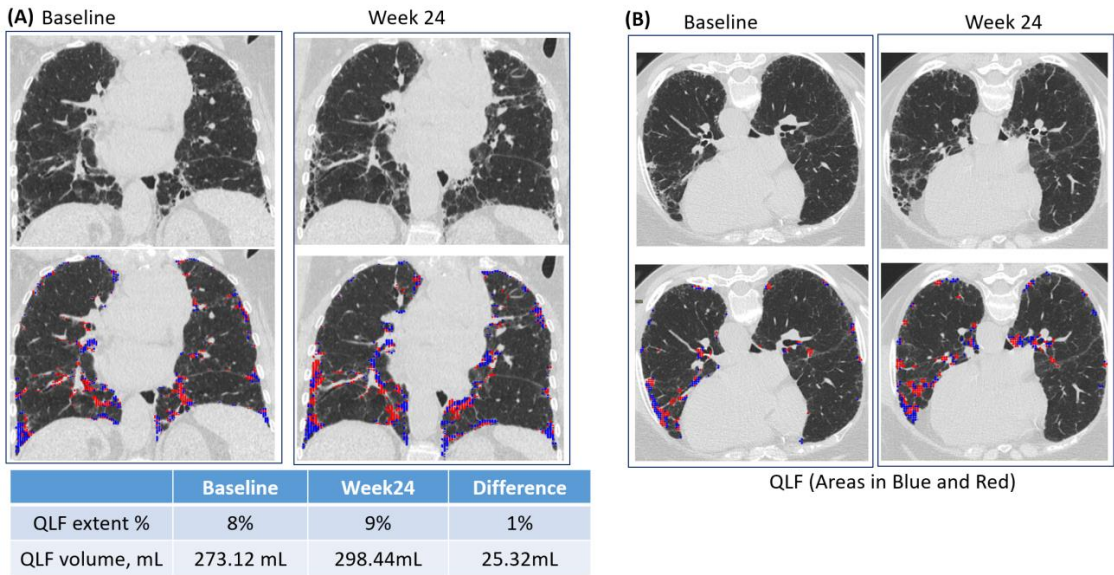 (A) Baseline
Week 24
(B)
Baseline
Week 24
QLF (Areas in Blue and Red)
Baseline Week24 Difference
QLF extent % 8% 9% 1%
QLF volume, mL 273.12 mL 298.44mL 25.32mL